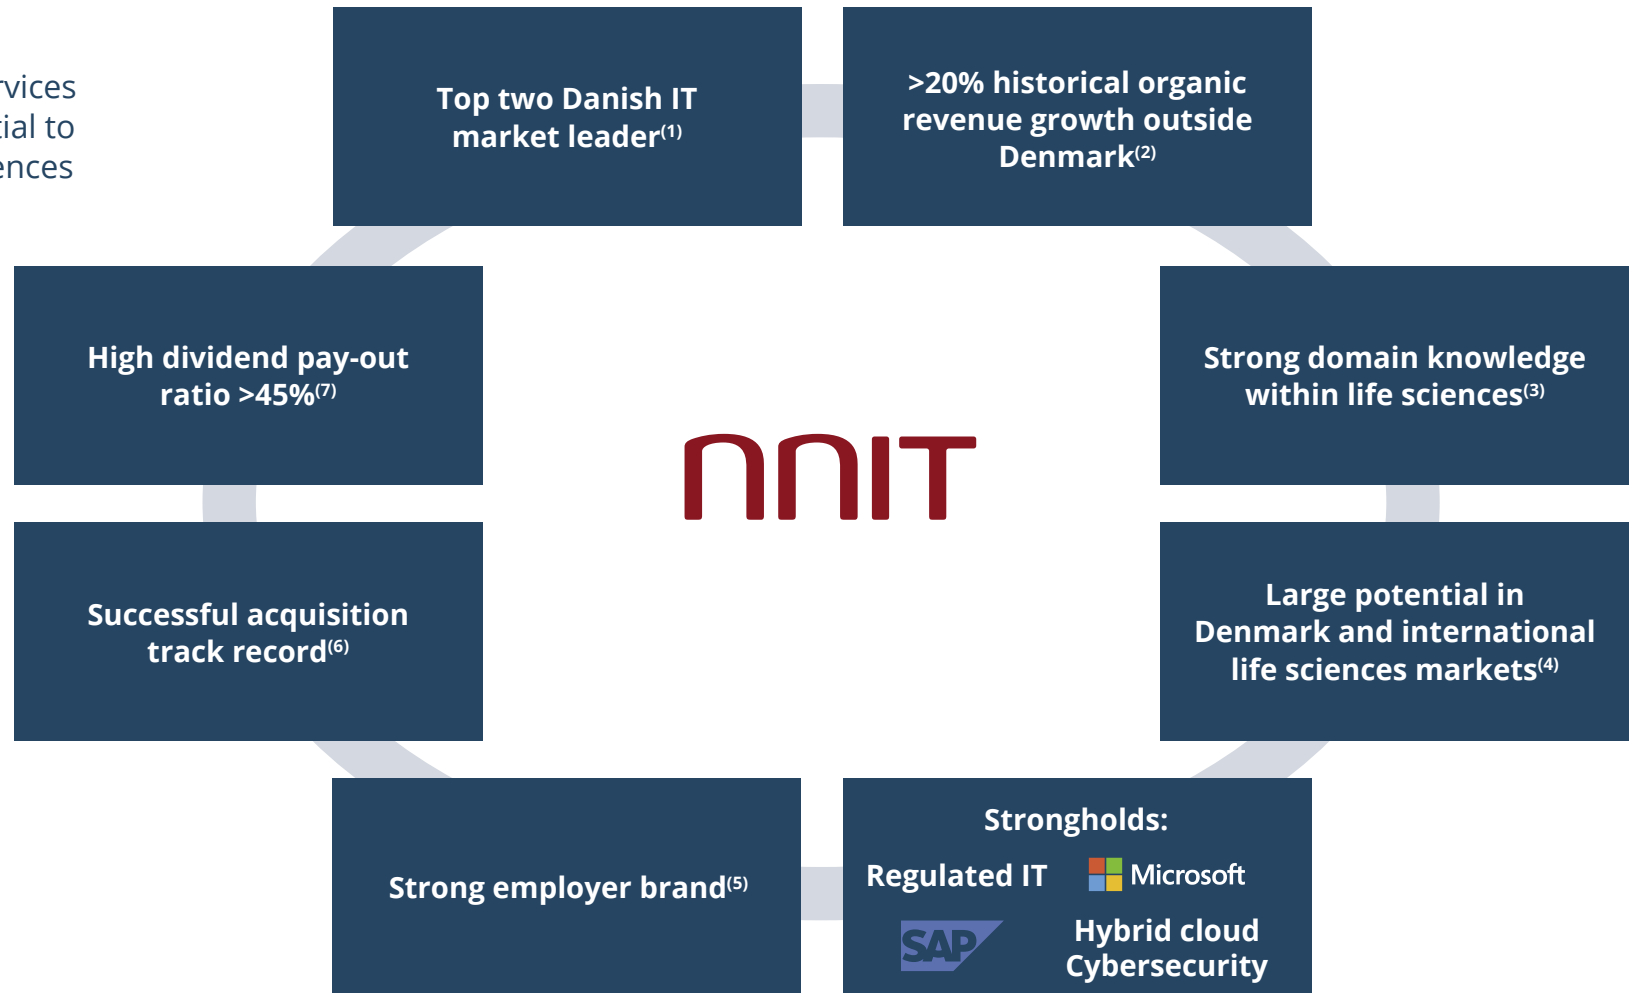 rvices
tial to
ences
Top two Danish IT
market leader(1)
>20% historical organic
revenue growth outside
Denmark(2)
High dividend pay-out
ratio >45%(7)
Strong domain knowledge
within life sciences(3)
nnit
Successful acquisition
track record(6)
Large potential in
Denmark and international
life sciences markets(4)
Strong employer brand(5)
Strongholds:
Regulated IT
Microsoft
SAP
Hybrid cloud
Cybersecurity